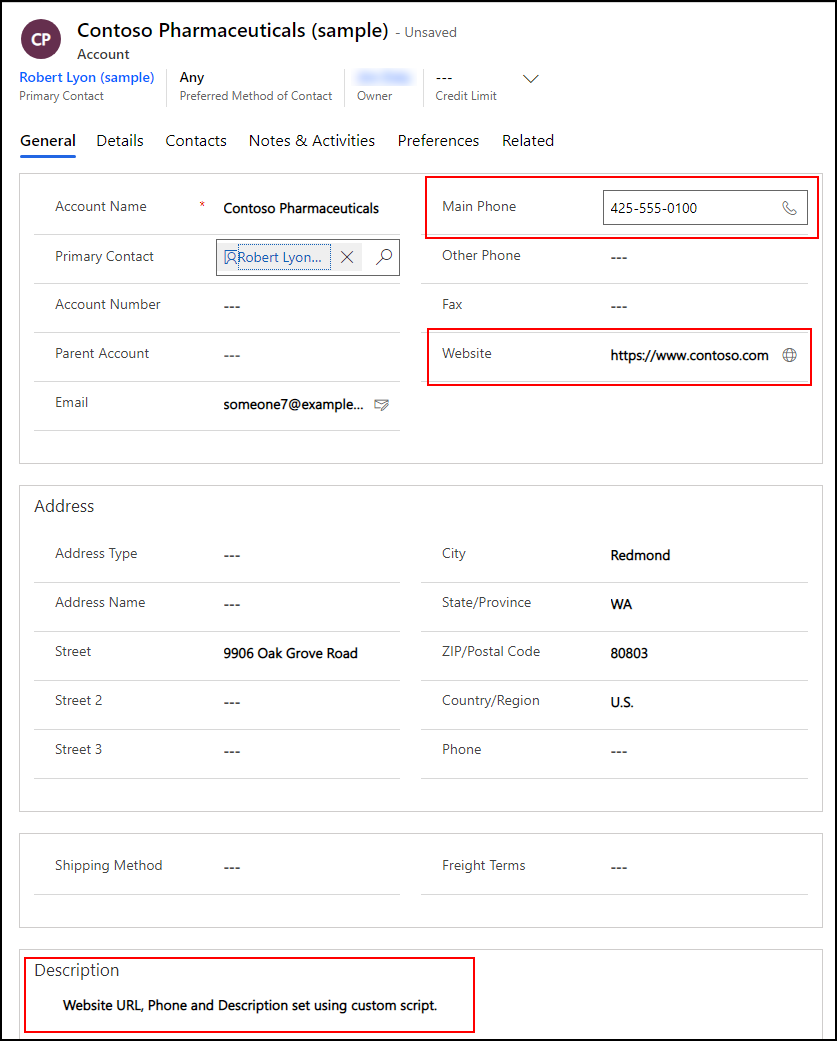 CP
Contoso Pharmaceuticals (sample) - Unsaved
Account
Robert Lyon (sample)
Primary Contact
Any
Preferred Method of Contact
Owner
---
Credit Limit
General Details Contacts Notes & Activities Preferences Related
Account Name * Contoso Pharmaceuticals
Primary Contact Robert Lyon...
Account Number ---
Parent Account ---
Email someone7@example...
Main Phone 425-555-0100
Other Phone ---
Fax ---
Website https://www.contoso.com
Address
Address Type ---
Address Name ---
Street 9906 Oak Grove Road
Street 2 ---
Street 3 ---
City Redmond
State/Province WA
ZIP/Postal Code 80803
Country/Region U.S.
Phone ---
Shipping Method ---
Freight Terms ---
Description
Website URL, Phone and Description set using custom script.